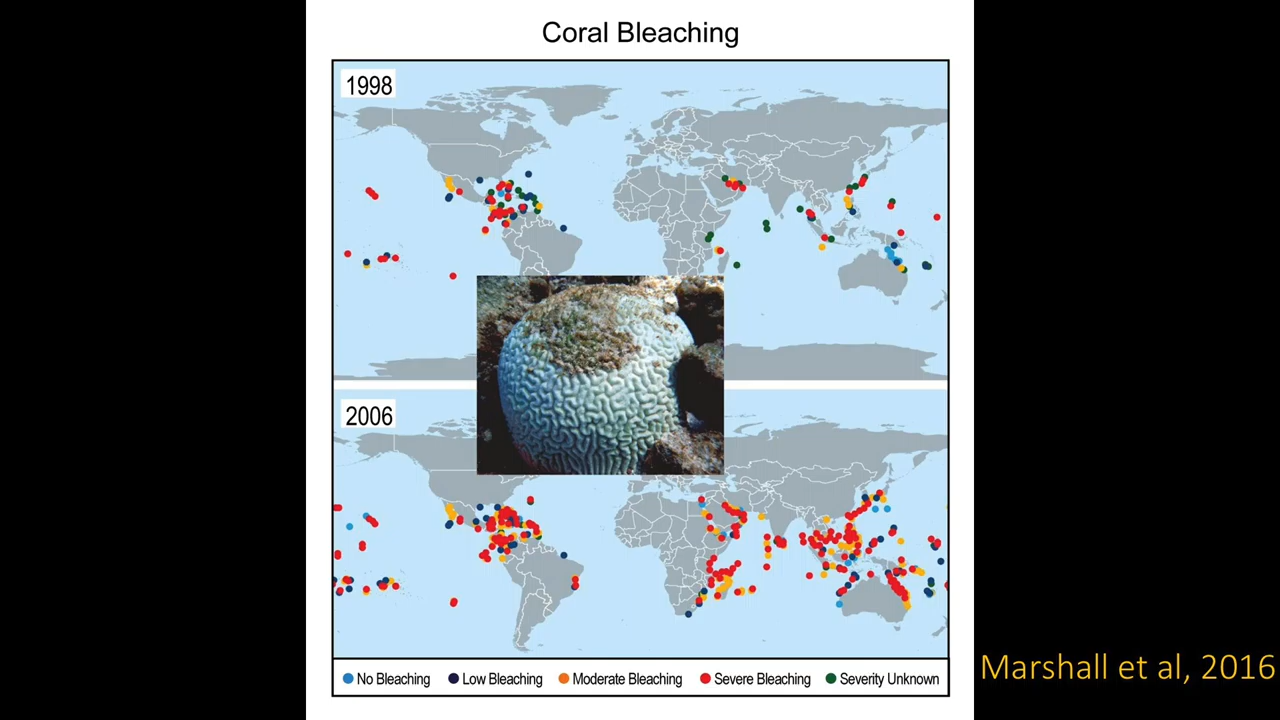 Coral Bleaching
1998
2006
No Bleaching Low Bleaching Moderate Bleaching Severe Bleaching Severity Unknown
Marshall et al, 2016